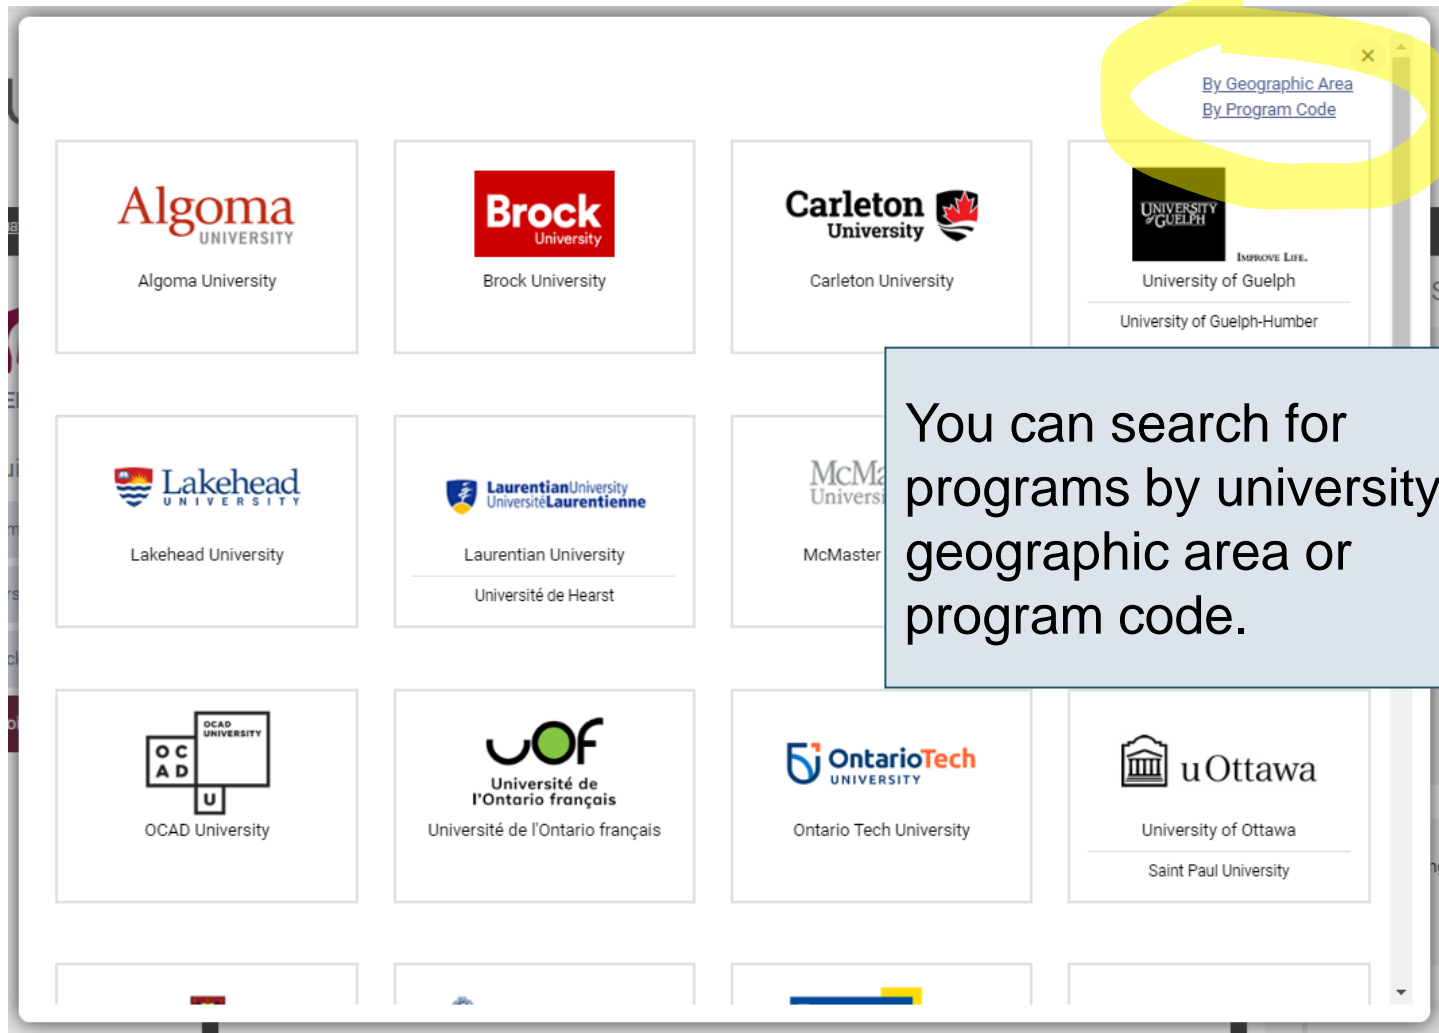 By Geographic Area
By Program Code
Algoma
UNIVERSITY
Algoma University
Brock
University
Brock University
Carleton
University
Carleton University
UNIVERSITY
OF GUELPH
IMPROVE LIFE.
University of Guelph
University of Guelph-Humber
Lakehead
UNIVERSITY
Lakehead University
LaurentianUniversity
UniversitéLaurentienne
Laurentian University
Université de Hearst
McMaster
You can search for
programs by university
geographic area or
program code.
OCAD
UNIVERSITY
O C
A D
U
OCAD University
UOF
Université de
l'Ontario français
Université de l'Ontario français
OntarioTech
UNIVERSITY
Ontario Tech University
uOttawa
University of Ottawa
Saint Paul University